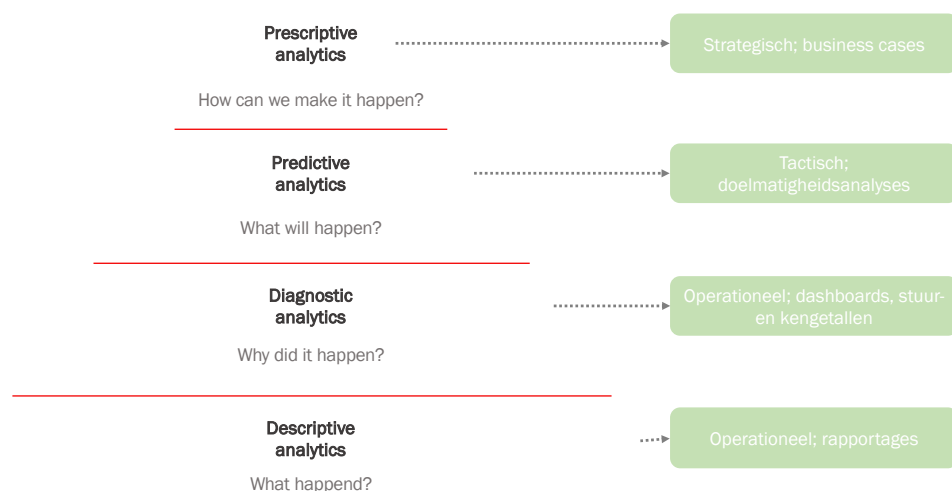 Prescriptive
analytics
Strategisch; business cases
How can we make it happen?
Predictive
analytics
Tactisch;
doelmatigheidsanalyses
What will happen?
Diagnostic
analytics
Operationeel; dashboards, stuur-
en kengetallen
Why did it happen?
Descriptive
analytics
Operationeel; rapportages
What happend?